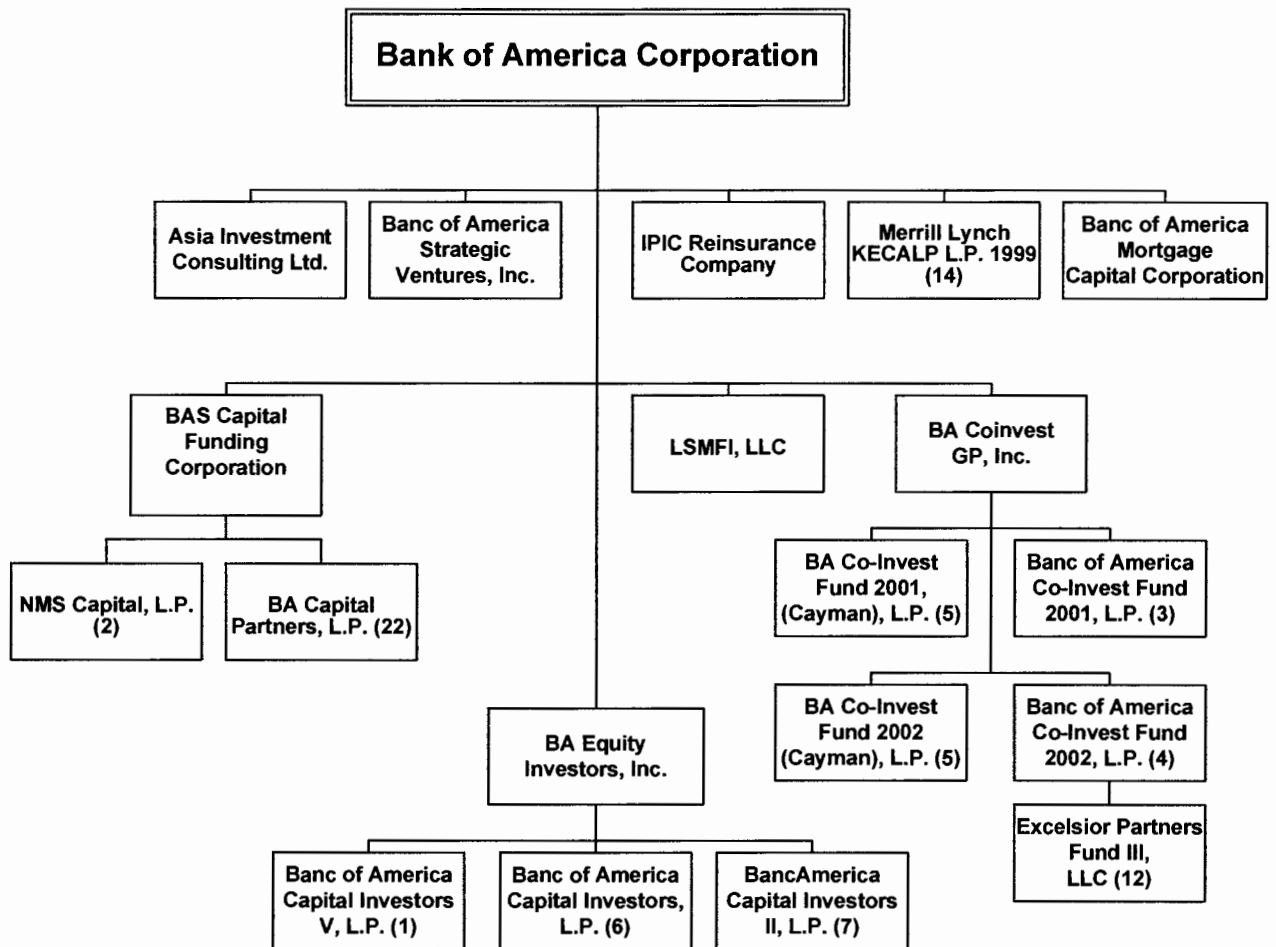 Bank of America Corporation
Asia Investment
Consulting Ltd.
Banc of America
Strategic
Ventures, Inc.
IPIC Reinsurance
Company
Merrill Lynch
KECALP L.P. 1999
(14)
Banc of America
Mortgage
Capital Corporation
BAS Capital
Funding
Corporation
LSMFI, LLC
BA Coinvest
GP, Inc.
NMS Capital, L.P.
(2)
BA Capital
Partners, L.P. (22)
BA Co-Invest
Fund 2001,
(Cayman), L.P. (5)
Banc of America
Co-Invest Fund
2001, L.P. (3)
BA Co-Invest
Fund 2002
(Cayman), L.P. (5)
Banc of America
Co-Invest Fund
2002, L.P. (4)
BA Equity
Investors, Inc.
Excelsior Partners
Fund III,
LLC (12)
Banc of America
Capital Investors
V, L.P. (1)
Banc of America
Capital Investors,
L.P. (6)
BancAmerica
Capital Investors
II, L.P. (7)